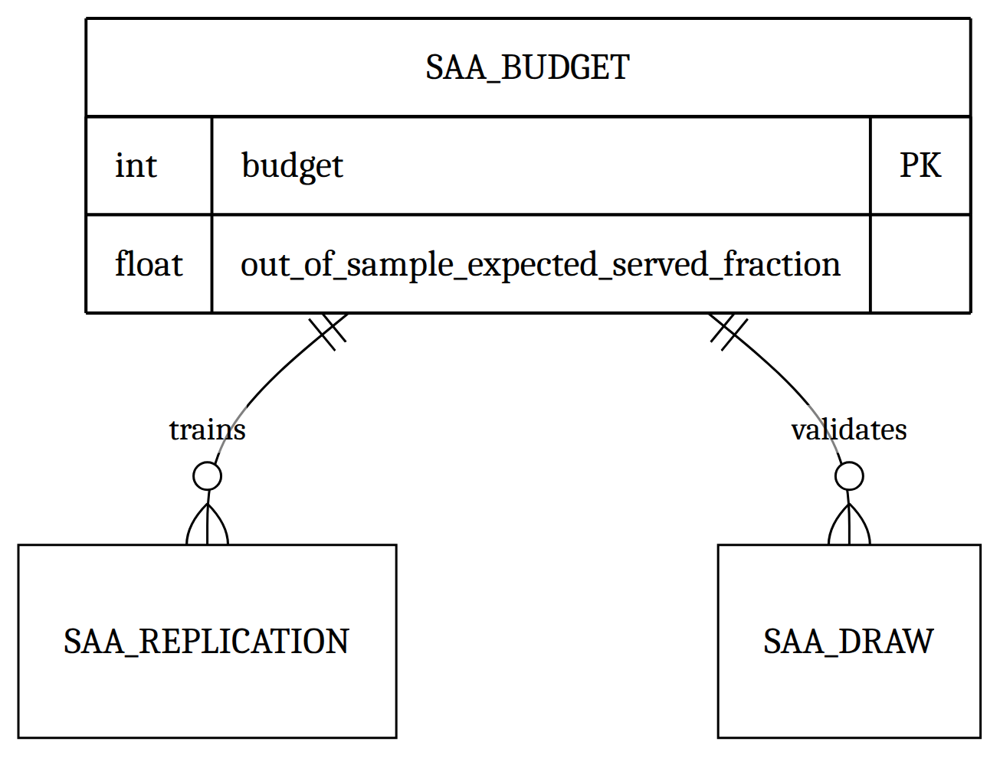 SAA_BUDGET
int budget PK
float out_of_sample_expected_served_fraction
trains validates
SAA_REPLICATION SAA_DRAW